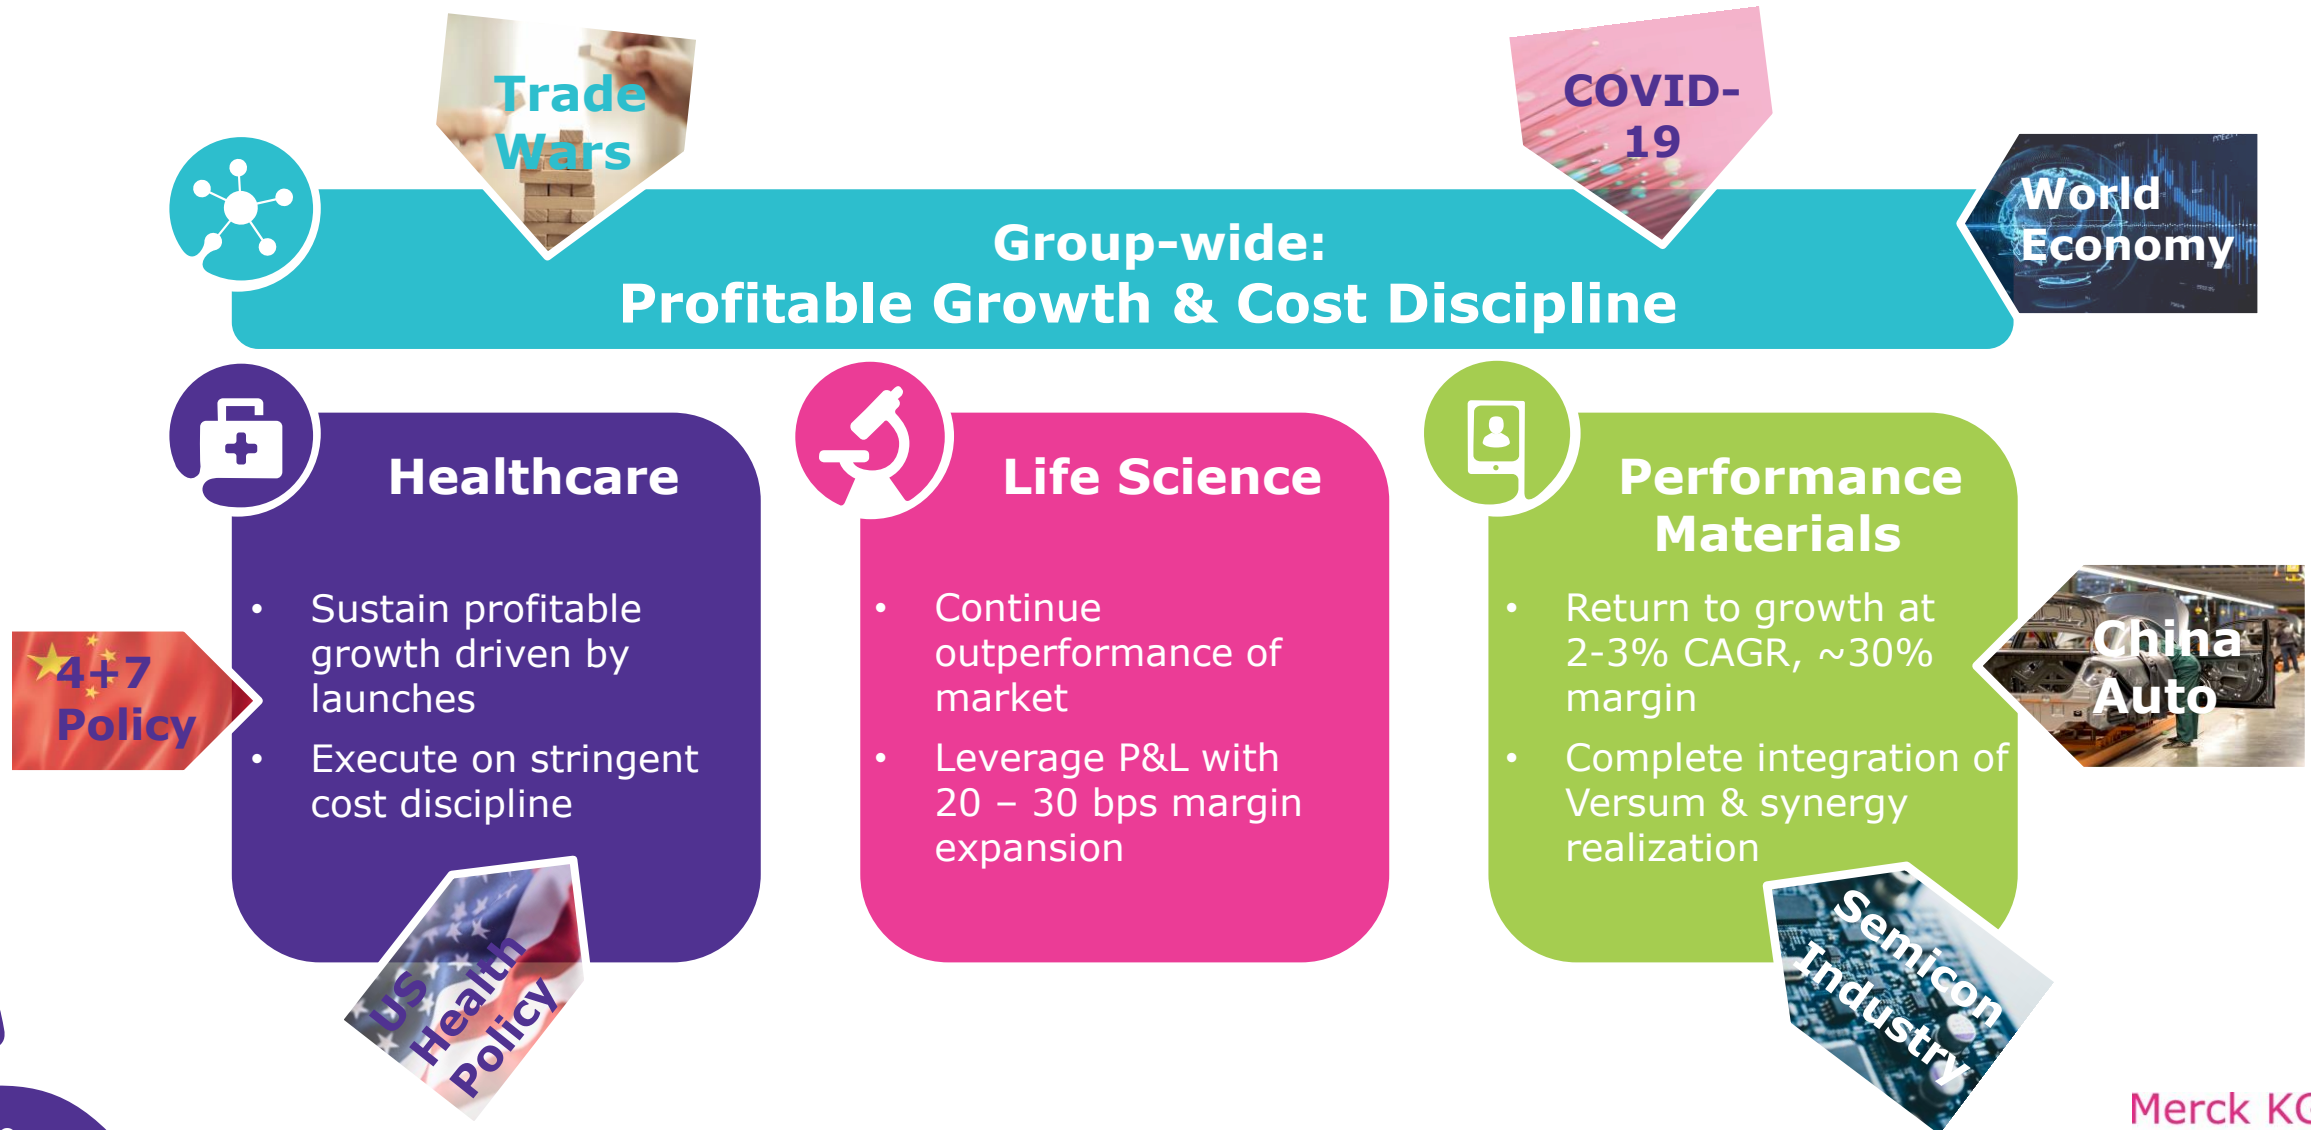 Trade
Wars
COVID-
19
World
Economy
Group-wide:
Profitable Growth & Cost Discipline
Healthcare
• Sustain profitable
growth driven by
launches
• Execute on stringent
cost discipline
Life Science
• Continue
outperformance of
market
• Leverage P&L with
20 – 30 bps margin
expansion
Performance
Materials
• Return to growth at
2-3% CAGR, ~30%
margin
• Complete integration of
Versum & synergy
realization
4+7
Policy
China
Auto
US
Health
Policy
Semicon
Industry
Merck